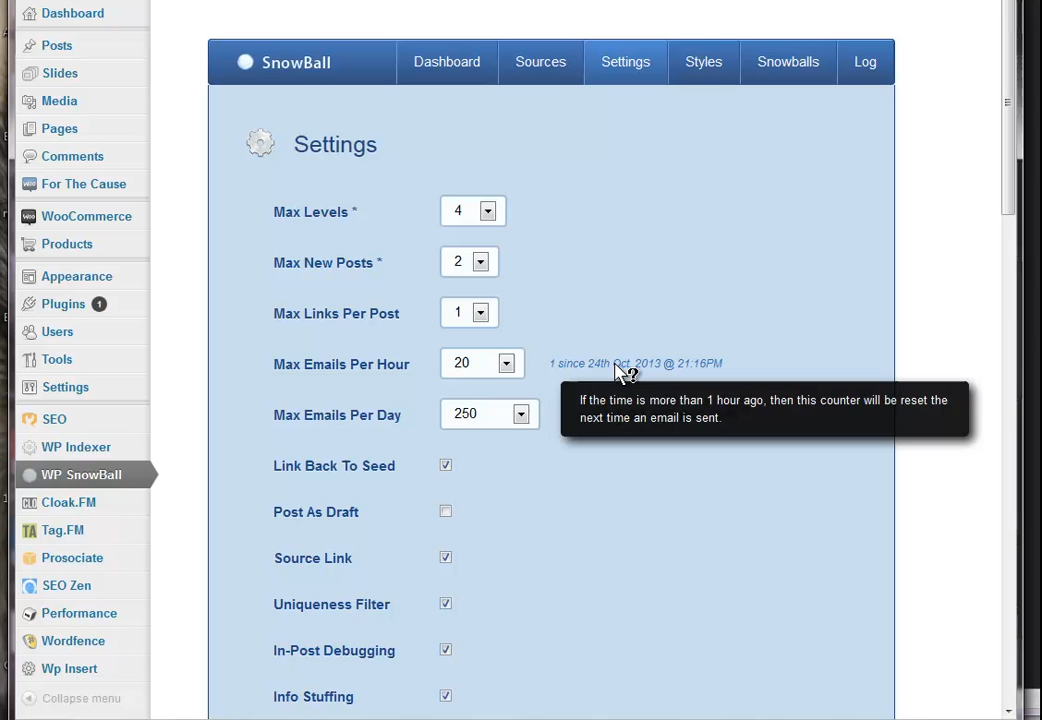 Dashboard
Posts
Slides
Media
Pages
Comments
For The Cause
WooCommerce
Products
Appearance
Plugins 1
Users
Tools
Settings
SEO
WP Indexer
WP SnowBall
Cloak.FM
TA Tag.FM
Prosociate
SEO Zen
Performance
Wordfence
Wp Insert
Collapse menu
SnowBall Dashboard Sources Settings Styles Snowballs Log
Settings
Max Levels * 4
Max New Posts * 2
Max Links Per Post 1
Max Emails Per Hour 20 1 since 24th Oct, 2013 @ 21:16PM
If the time is more than 1 hour ago, then this counter will be reset the
next time an email is sent.
Max Emails Per Day 250
Link Back To Seed
Post As Draft
Source Link
Uniqueness Filter
In-Post Debugging
Info Stuffing